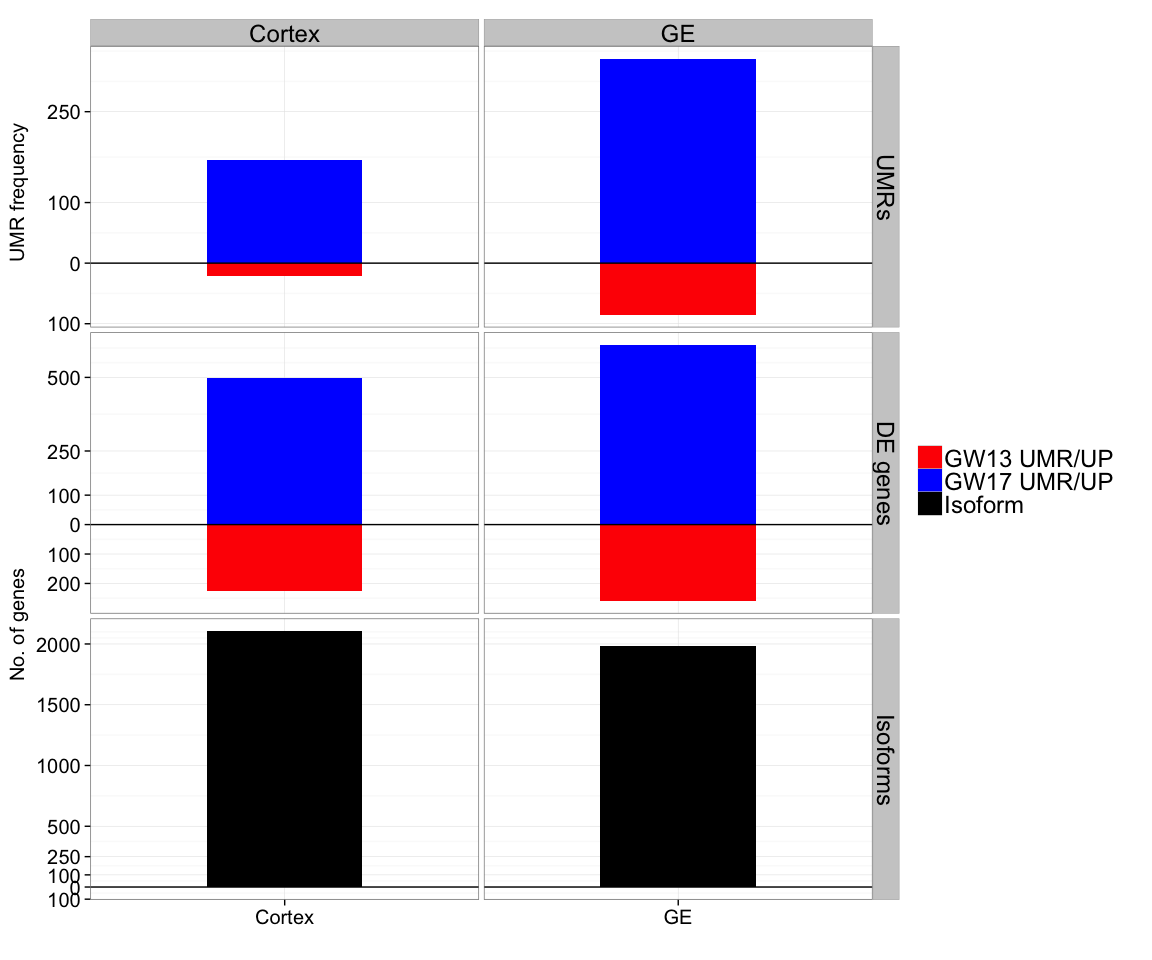 Cortex
GE
UMR frequency
250
100
0
100
UMRs
500
250
100
0
100
200
DE genes
No. of genes
2000
1500
1000
500
250
100
0
100
Isoforms
Cortex
GE
GW13 UMR/UP
GW17 UMR/UP
Isoform